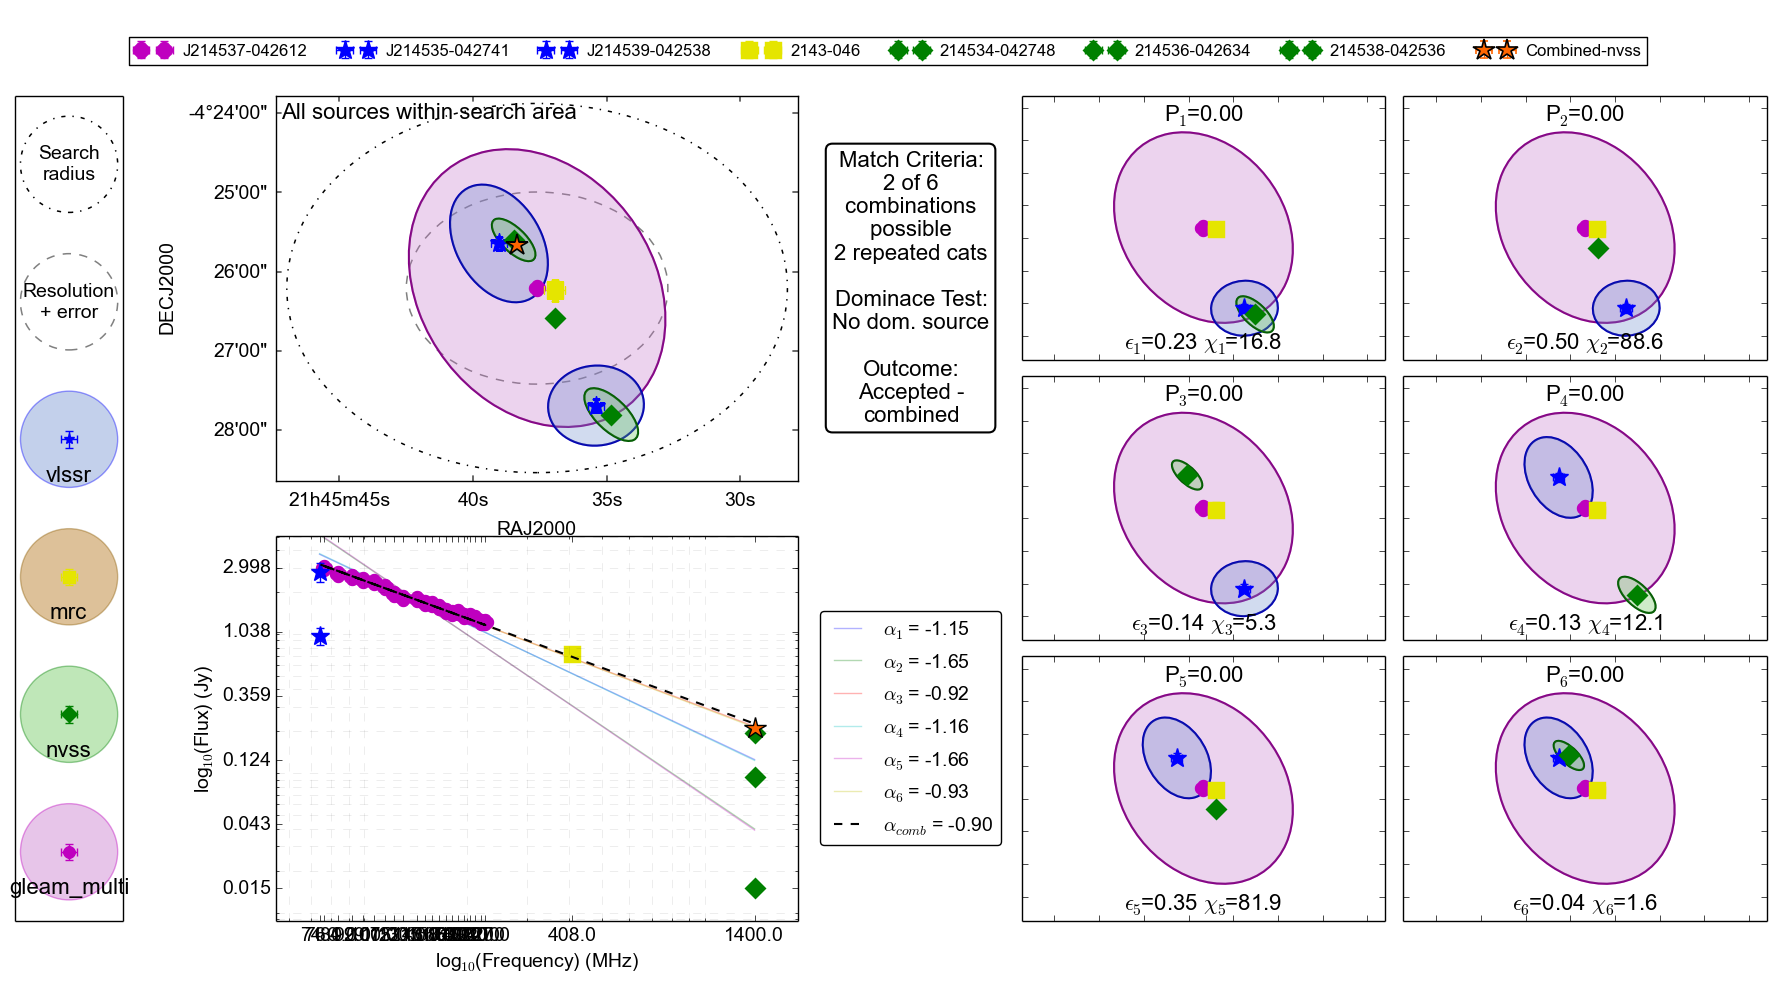 J214537-042612 J214535-042741 J214539-042538 2143-046 214534-042748 214536-042634 214538-042536 Combined-nvss
Search
radius
Resolution
+ error
vlssr
mrc
nvss
gleam_multi
All sources within search area
-4°24'00"
25'00"
26'00"
27'00"
28'00"
DECJ2000
21h45m45s 40s 35s 30s
RAJ2000
Match Criteria:
2 of 6
combinations
possible
2 repeated cats
Dominace Test:
No dom. source
Outcome:
Accepted -
combined
2.998
1.038
0.359
0.124
0.043
0.015
log10(Flux) (Jy)
408.0 1400.0
log10(Frequency) (MHz)
α1 = -1.15
α2 = -1.65
α3 = -0.92
α4 = -1.16
α5 = -1.66
α6 = -0.93
αcomb = -0.90
P1=0.00
ϵ1=0.23 χ1=16.8
P2=0.00
ϵ2=0.50 χ2=88.6
P3=0.00
ϵ3=0.14 χ3=5.3
P4=0.00
ϵ4=0.13 χ4=12.1
P5=0.00
ϵ5=0.35 χ5=81.9
P6=0.00
ϵ6=0.04 χ6=1.6